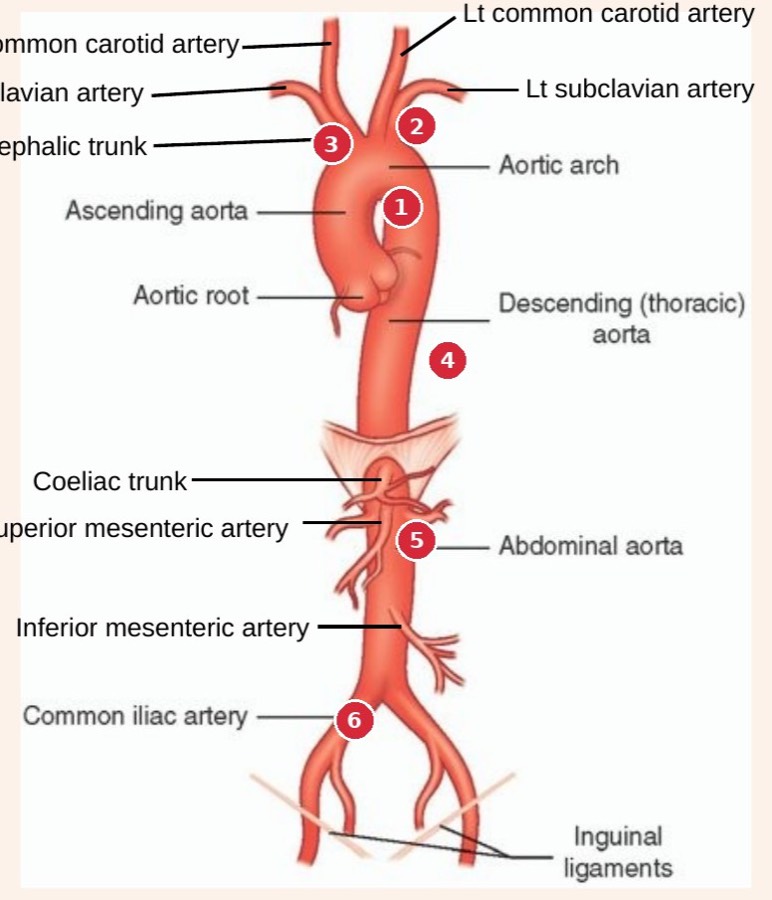 Lt common carotid artery
ommon carotid artery
lavian artery
Lt subclavian artery
2
3
ephalic trunk
Aortic arch
1
Ascending aorta
Aortic root
Descending (thoracic)
aorta
4
Coeliac trunk
uperior mesenteric artery
5
Abdominal aorta
Inferior mesenteric artery
Common iliac artery
6
Inguinal
ligaments